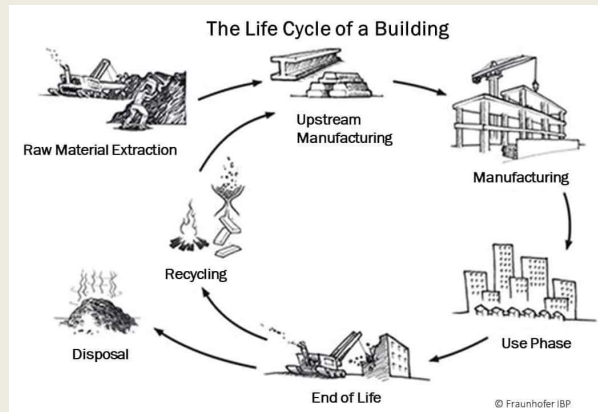 The Life Cycle of a Building
Raw Material Extraction
Upstream
Manufacturing
Manufacturing
Use Phase
End of Life
Recycling
Disposal
© Fraunhofer IBP